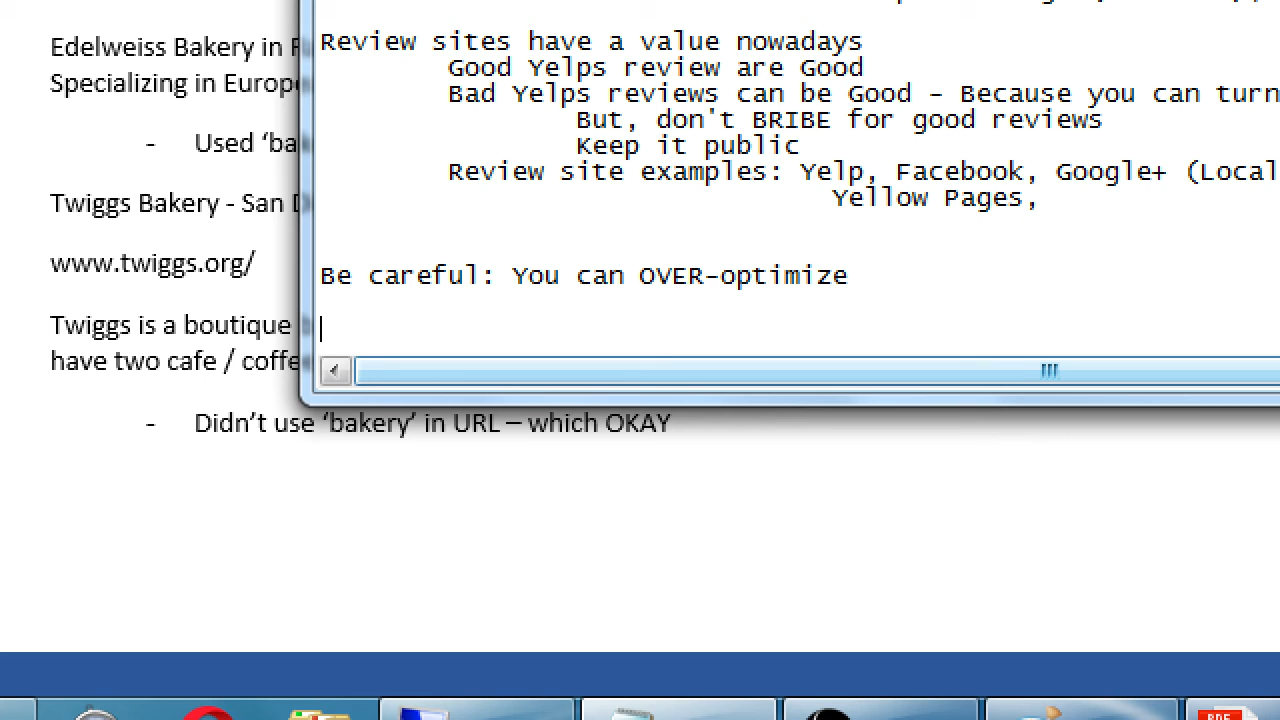 Edelweiss Bakery in
Specializing in
- Used ‘ba
Twiggs Bakery - San
www.twiggs.org/
Twiggs is a boutique
have two cafe /
- Didn’t use ‘bakery’ in URL – which OKAY
Review sites have a value nowadays
Good Yelps review are Good
Bad Yelps reviews can be Good - Because you can turn
But, don't BRIBE for good reviews
Keep it public
Review site examples: Yelp, Facebook, Google+ (Local
Yellow Pages,
Be careful: You can OVER-optimize
PDF